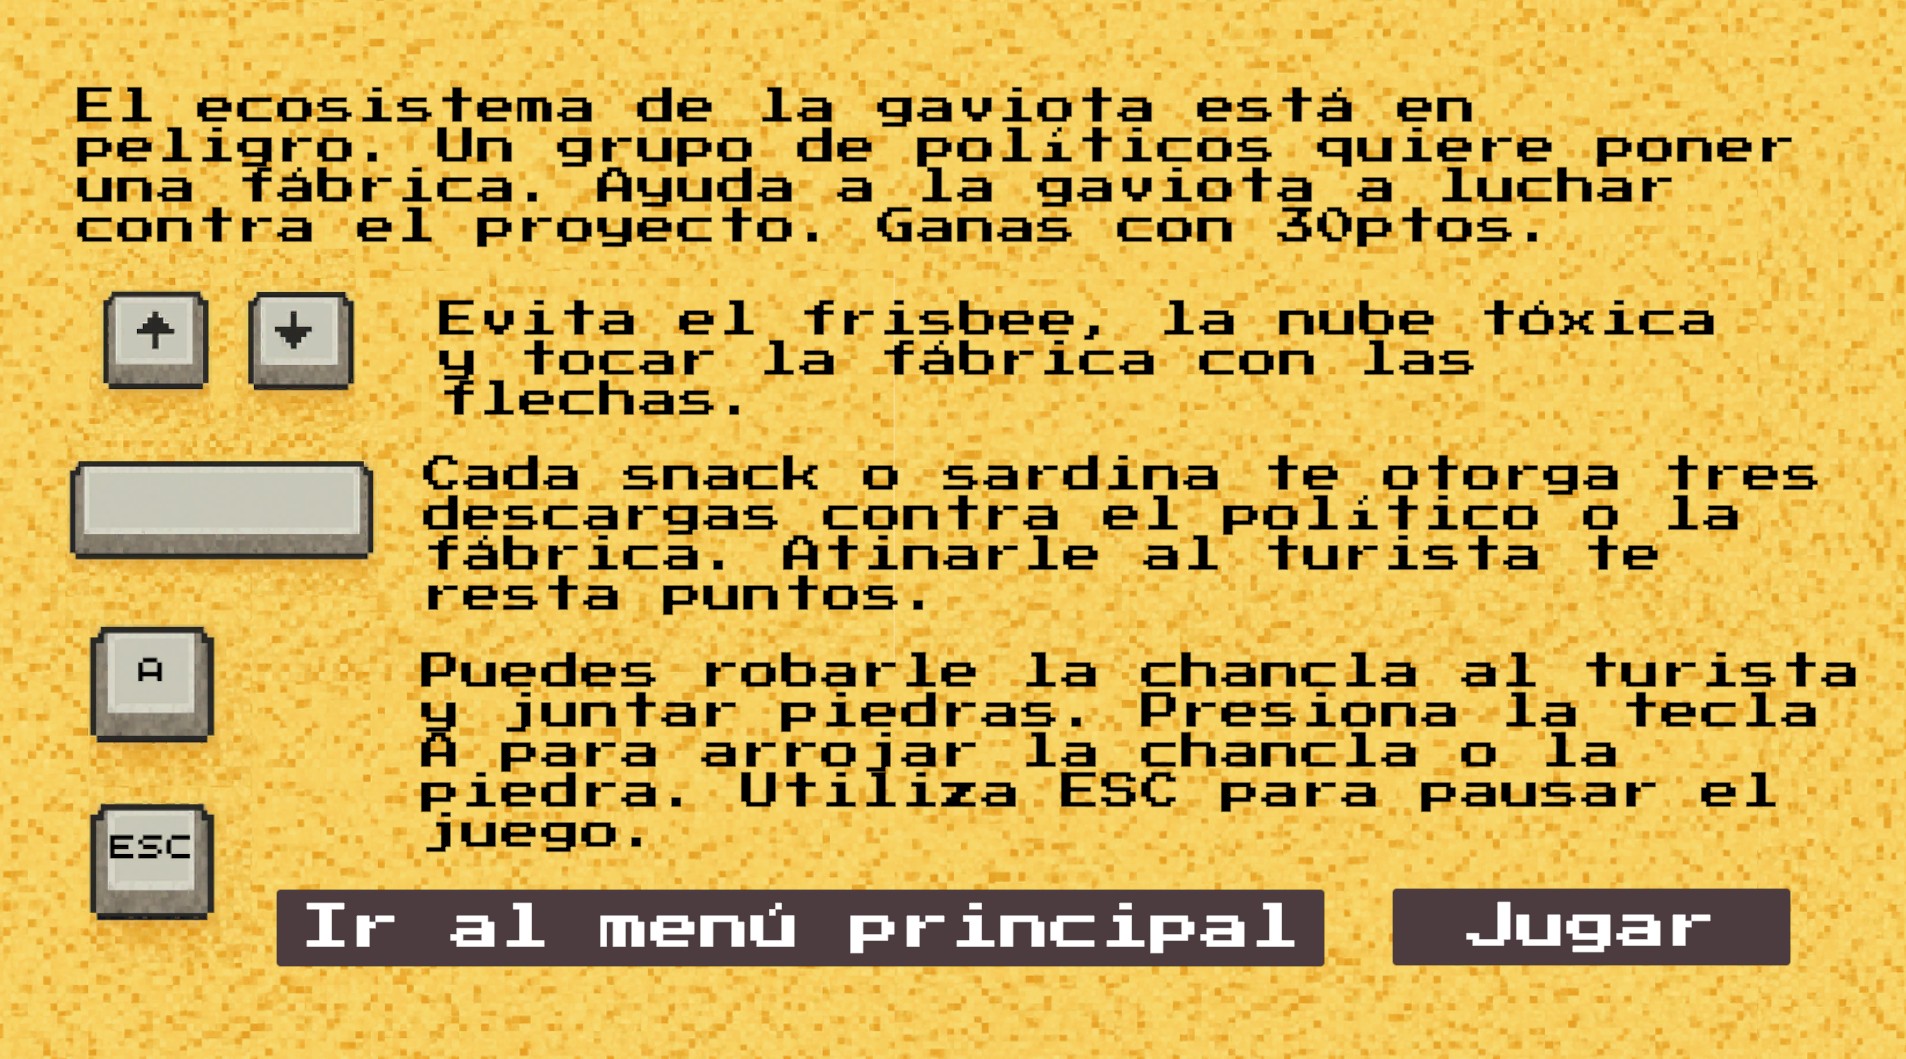 El ecosistema de la gaviota está en
peligro. Un grupo de políticos quiere poner
una fábrica. Ayuda a la gaviota a luchar
contra el proyecto. Ganas con 30ptos.
Evita el frisbee, la nube tóxica
y tocar la fábrica con las
flechas.
Cada snack o sardina te otorga tres
descargas contra el político o la
fábrica. Atinarle al turista te
resta puntos.
A
Puedes robarle la chancla al turista
y juntar piedras. Presiona la tecla
A para arrojar la chancla o la
piedra. Utiliza ESC para pausar el
juego.
ESC
Ir al menú principal
Jugar